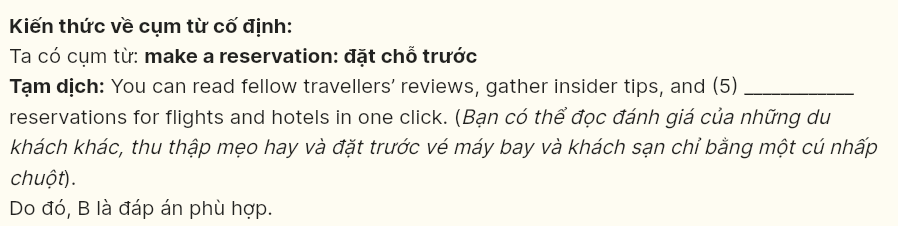 Kiến thức về cụm từ cố định:
Ta có cụm từ: make a reservation: đặt chỗ trước
Tạm dịch: You can read fellow travellers’ reviews, gather insider tips, and (5) ____________
reservations for flights and hotels in one click. (Bạn có thể đọc đánh giá của những du
khách khác, thu thập mẹo hay và đặt trước vé máy bay và khách sạn chỉ bằng một cú nhấp
chuột).
Do đó, B là đáp án phù hợp.